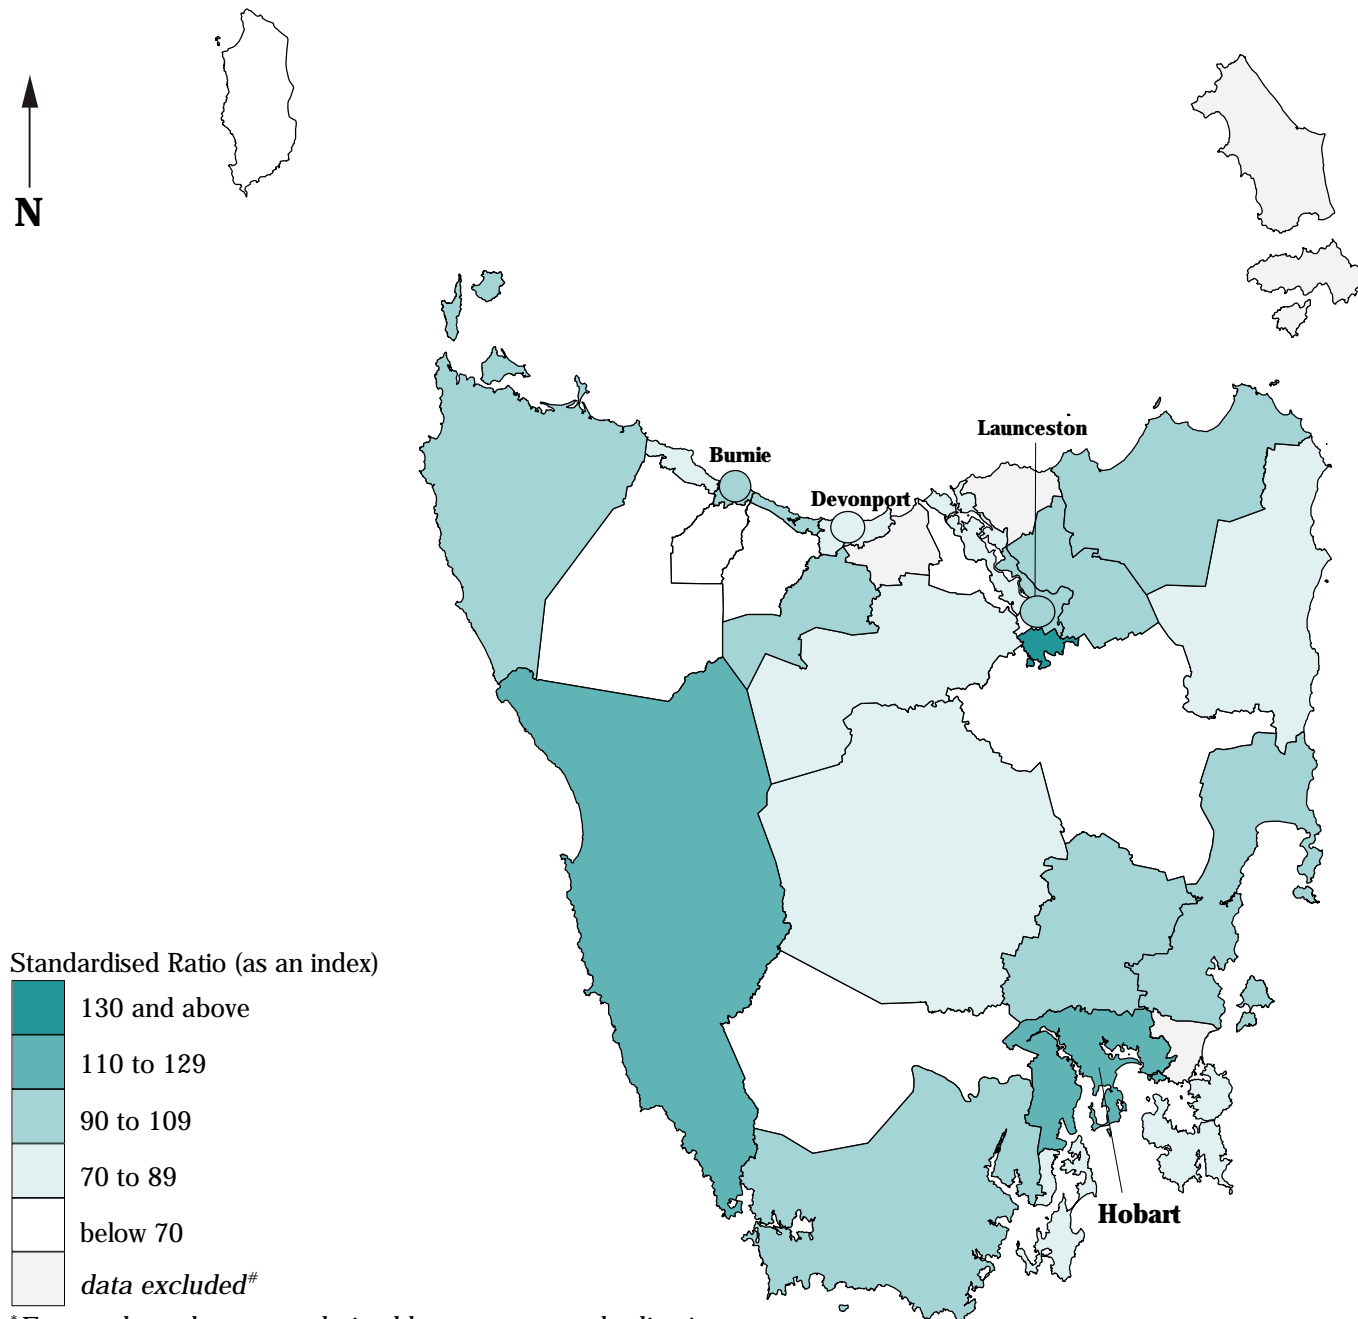 N
Launceston
Burnie
Devonport
Hobart
Standardised Ratio (as an index)
130 and above
110 to 129
90 to 109
70 to 89
below 70
data excluded#